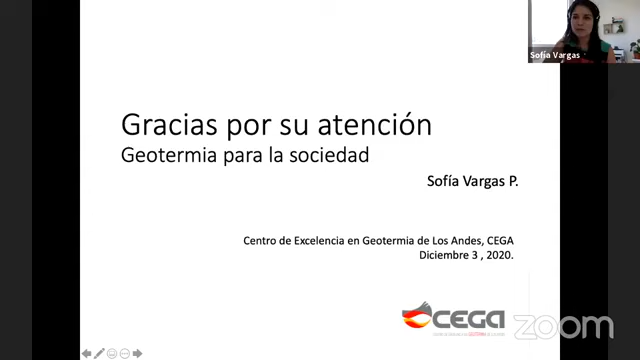 Sofía Vargas
Gracias por su atención
Geotermia para la sociedad
Sofía Vargas P.
Centro de Excelencia en Geotermia de Los Andes, CEGA
Diciembre 3 , 2020.
CEGA
zoom